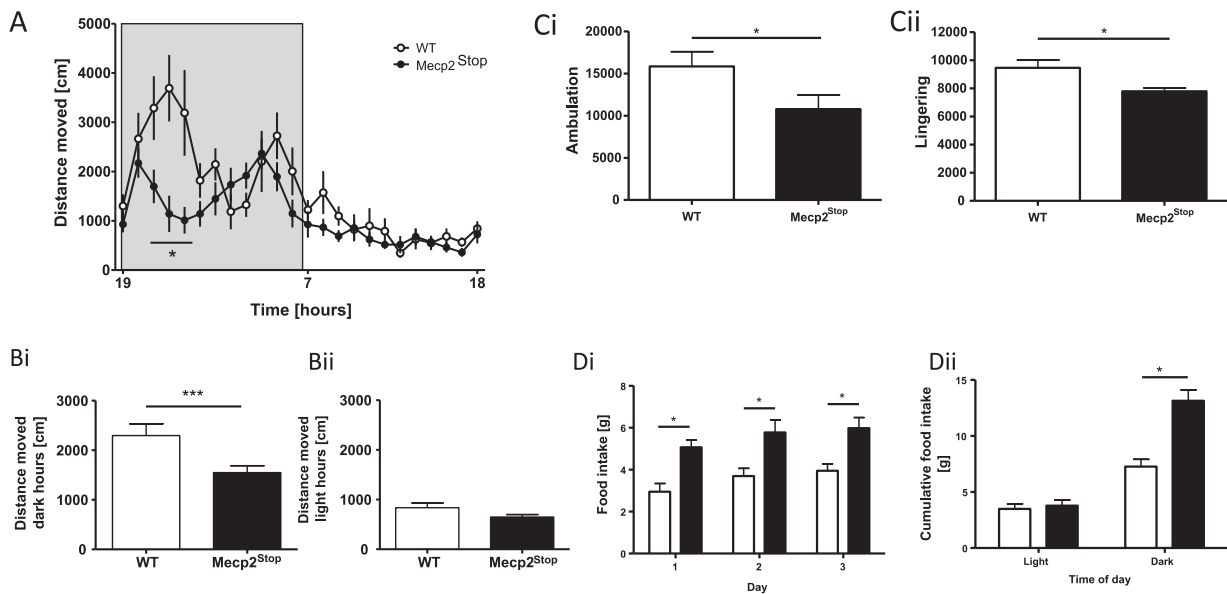 A
Distance moved [cm]
5000
4000
3000
2000
1000
0
WT
Mecp2Stop
*
19
7
18
Time [hours]
Ci
Ambulation
20000
15000
10000
5000
0
*
WT
Mecp2Stop
Cii
Lingering
12000
10000
8000
6000
4000
2000
0
*
WT
Mecp2Stop
Bi
Distance moved
dark hours [cm]
3000
2000
1000
0
***
WT
Mecp2Stop
Bii
Distance moved
light hours [cm]
3000
2000
1000
0
WT
Mecp2Stop
Di
Food intake [g]
8
6
4
2
0
*
*
*
1
2
3
Day
Dii
Cumulative food intake
[g]
15
10
5
0
*
Light
Dark
Time of day